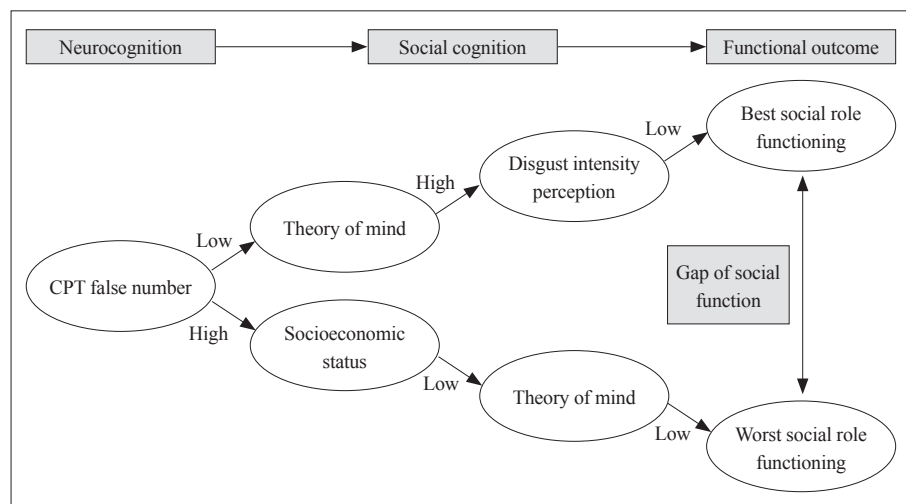 Neurocognition
Social cognition
Functional outcome
Best social role
functioning
Low
Disgust intensity
perception
High
Theory of mind
Low
CPT false number
Gap of social
function
High
Socioeconomic
status
Low
Theory of mind
Low
Worst social role
functioning